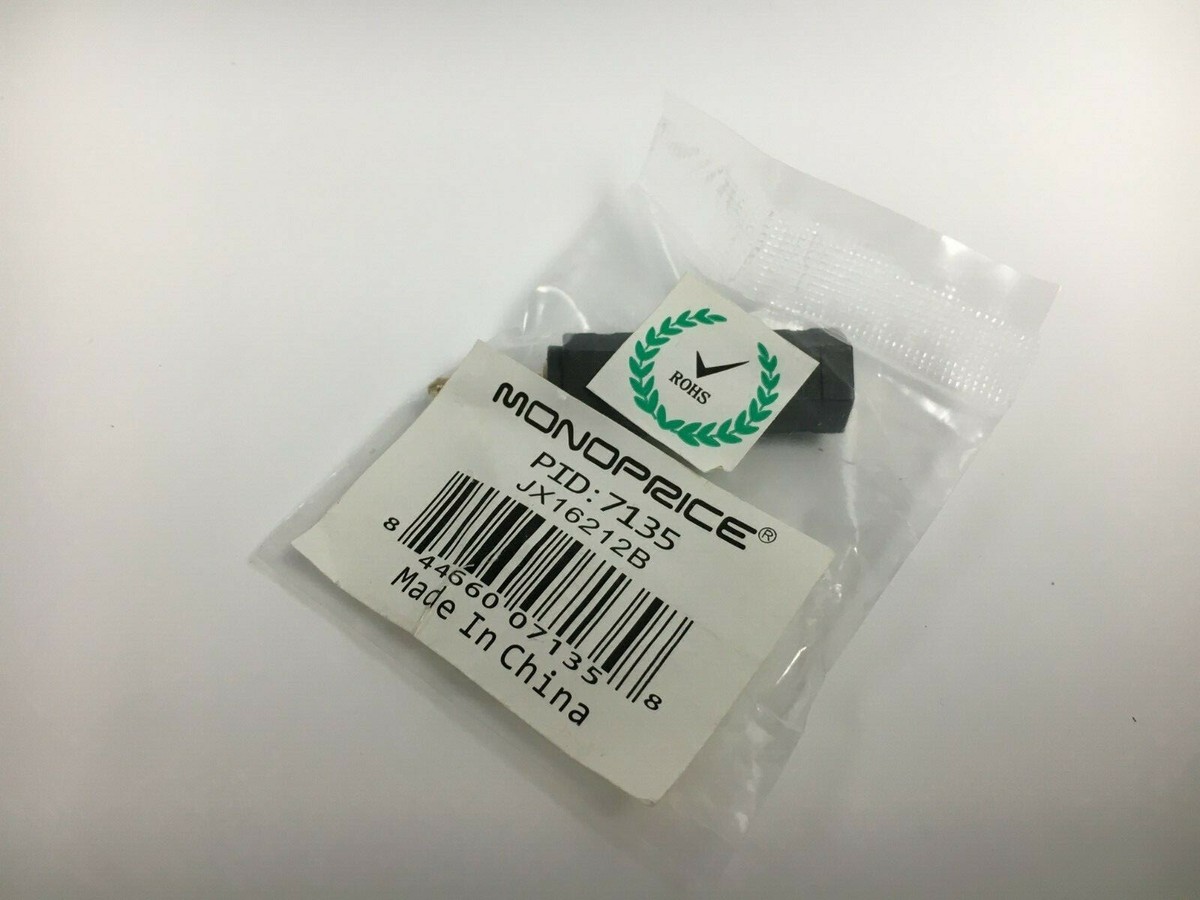 ROHS
MONOPRICE®
PID:7135
JX16212B
8 44660 07135 8
Made In China